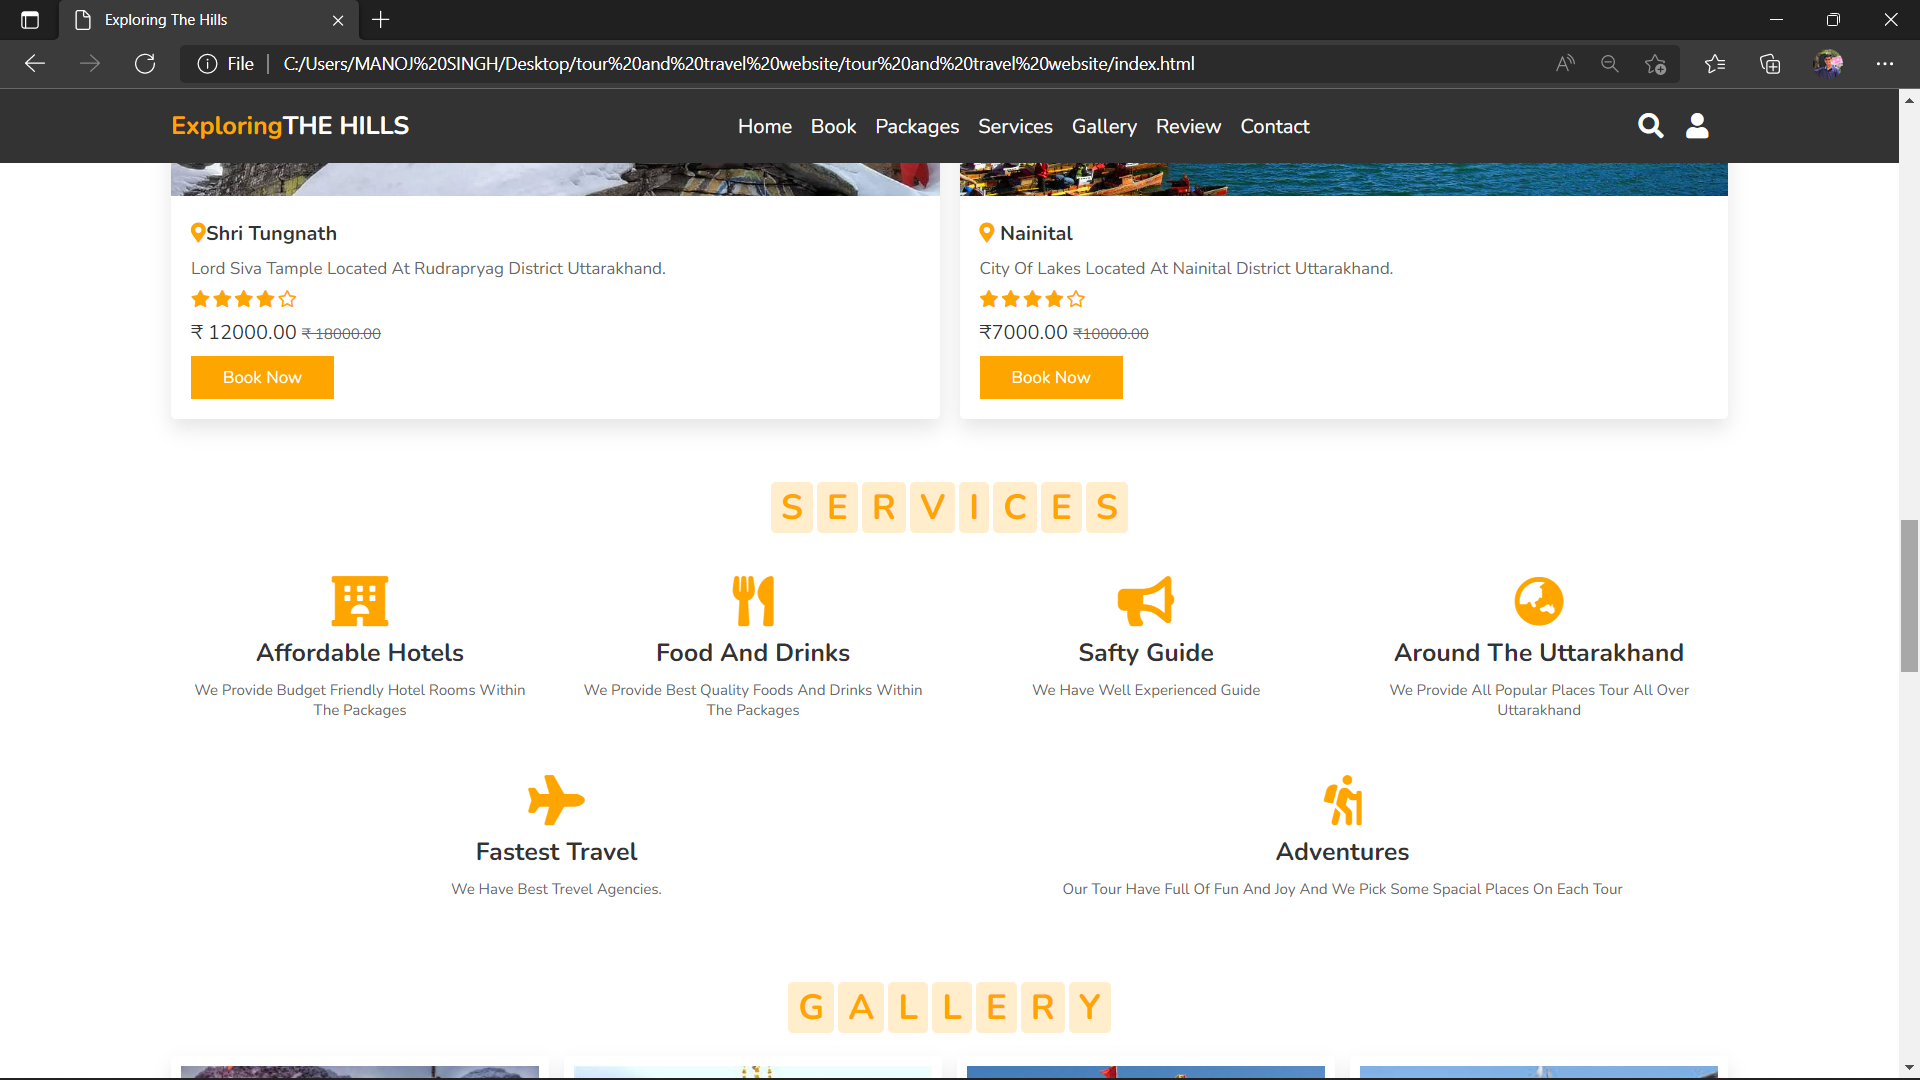 Exploring The Hills
File C:/Users/MANOJ%20SINGH/Desktop/tour%20and%20travel%20website/tour%20and%20travel%20website/index.html
ExploringTHE HILLS Home Book Packages Services Gallery Review Contact
Shri Tungnath
Lord Siva Tample Located At Rudrapryag District Uttarakhand.
₹ 12000.00 ₹ 18000.00
Book Now
Nainital
City Of Lakes Located At Nainital District Uttarakhand.
₹7000.00 ₹10000.00
Book Now
SERVICES
Affordable Hotels
We Provide Budget Friendly Hotel Rooms Within
The Packages
Food And Drinks
We Provide Best Quality Foods And Drinks Within
The Packages
Safty Guide
We Have Well Experienced Guide
Around The Uttarakhand
We Provide All Popular Places Tour All Over
Uttarakhand
Fastest Travel
We Have Best Trevel Agencies.
Adventures
Our Tour Have Full Of Fun And Joy And We Pick Some Spacial Places On Each Tour
GALLERY